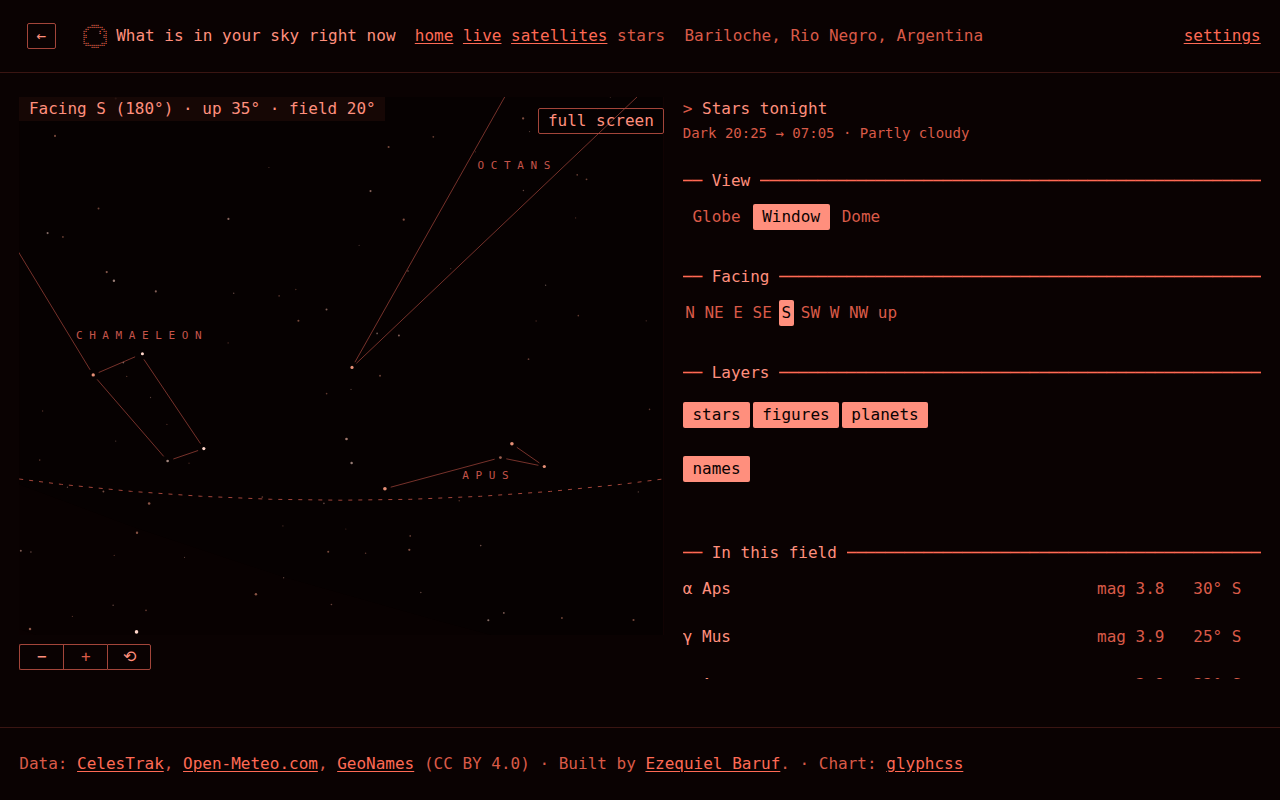 ← What is in your sky right now home live satellites stars Bariloche, Rio Negro, Argentina settings
Facing S (180°) · up 35° · field 20°
full screen
OCTANS
CHAMAELEON
APUS
− + ⟲
> Stars tonight
Dark 20:25 → 07:05 · Partly cloudy
View
Globe Window Dome
Facing
N NE E SE S SW W NW up
Layers
stars figures planets
names
In this field
α Aps mag 3.8 30° S
γ Mus mag 3.9 25° S
Data: CelesTrak, Open-Meteo.com, GeoNames (CC BY 4.0) · Built by Ezequiel Baruf. · Chart: glyphcss